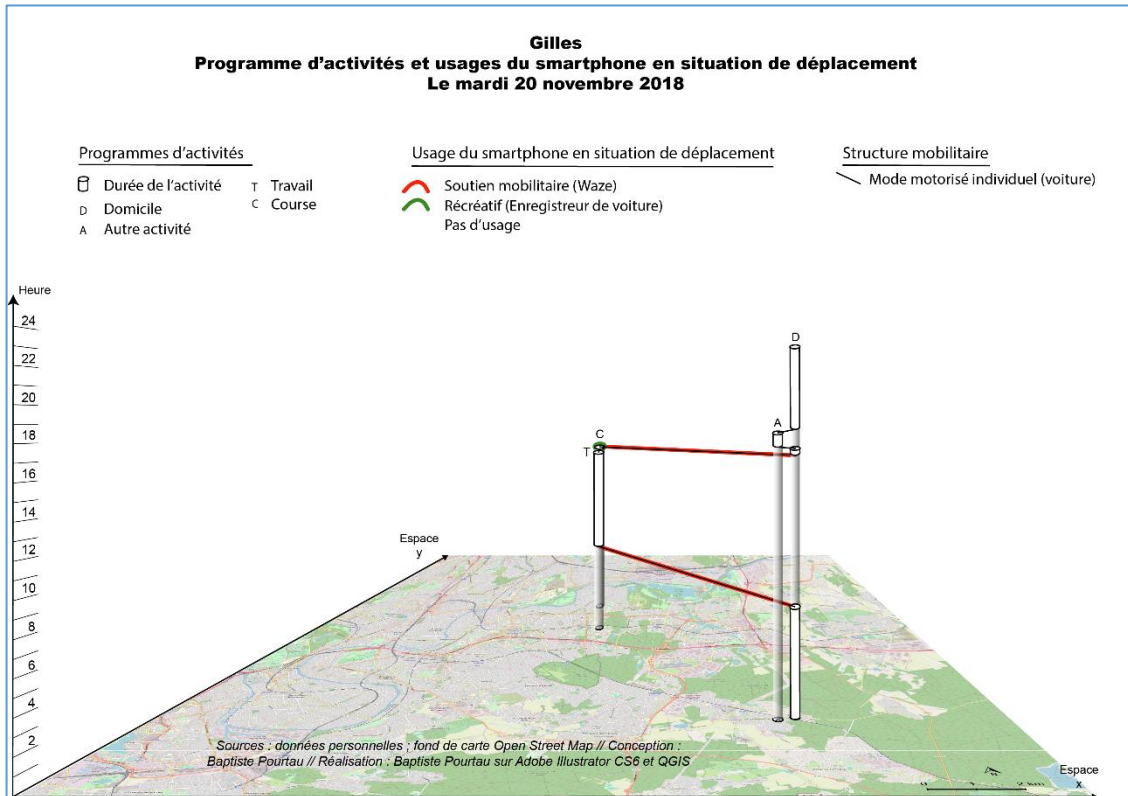 Gilles
Programme d'activités et usages du smartphone en situation de déplacement
Le mardi 20 novembre 2018
Programmes d'activités
Durée de l'activité
D Domicile
A Autre activité
T Travail
C Course
Usage du smartphone en situation de déplacement
Soutien mobilitaire (Waze)
Récréatif (Enregistreur de voiture)
Pas d'usage
Structure mobilitaire
Mode motorisé individuel (voiture)
Heure
24
22
20
18
16
14
12
10
8
6
4
2
D
A
C
T
Espace
y
Sources : données personnelles ; fond de carte Open Street Map // Conception :
Baptiste Pourtau // Réalisation : Baptiste Pourtau sur Adobe Illustrator CS6 et QGIS
N
0 1 2 km
Espace
x